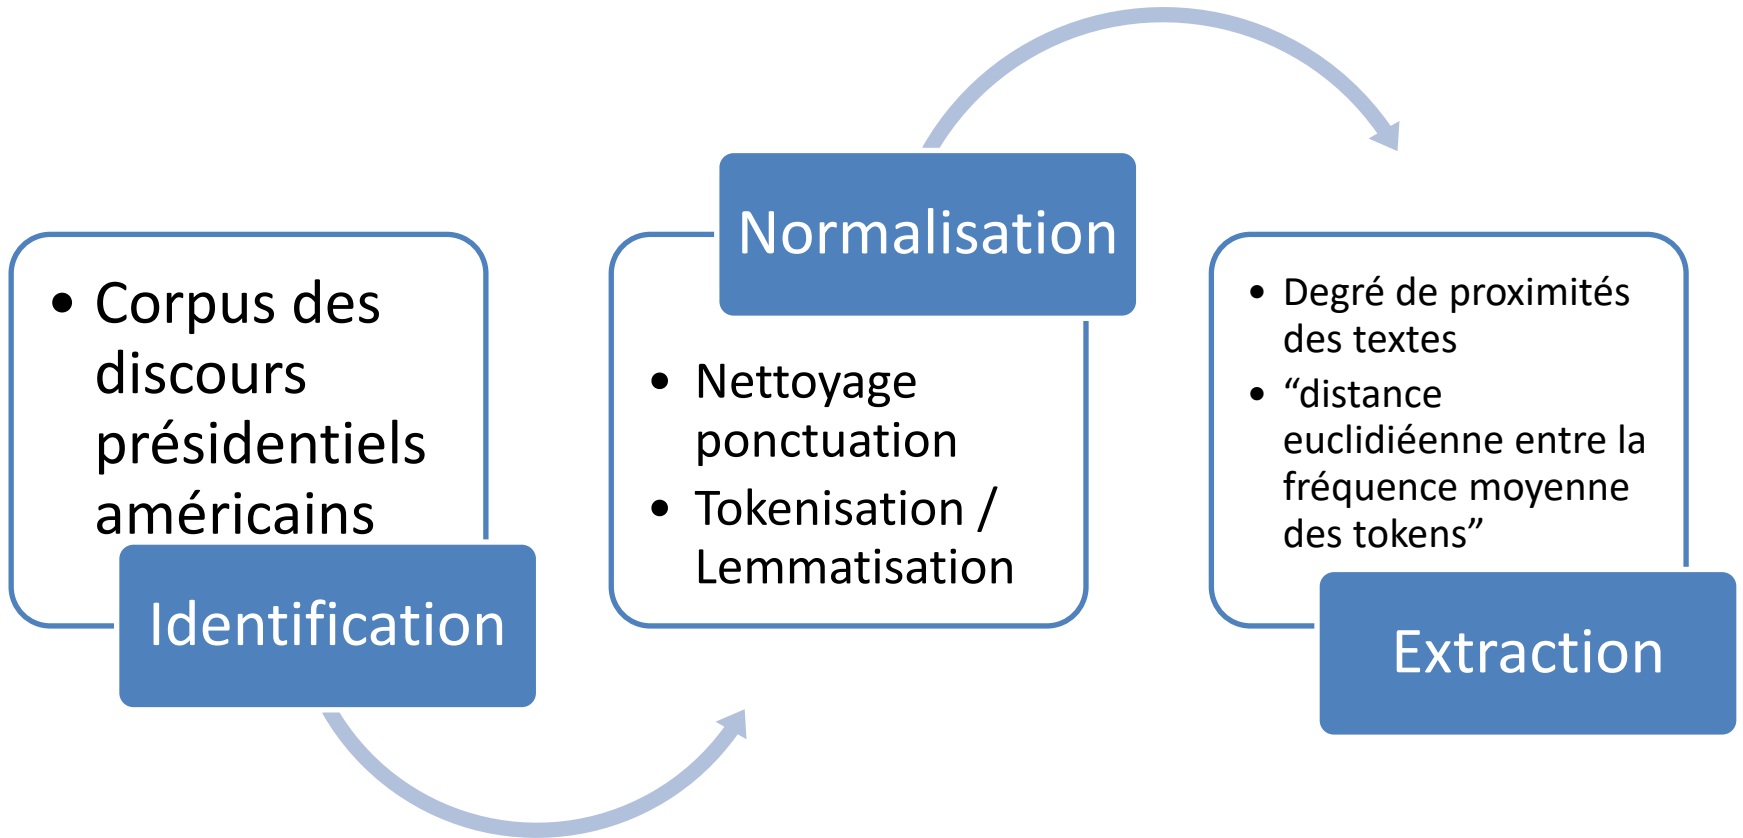 • Corpus des
discours
présidentiels
américains
Identification
Normalisation
• Nettoyage
ponctuation
• Tokenisation /
Lemmatisation
• Degré de proximités
des textes
• “distance
euclidiéenne entre la
fréquence moyenne
des tokens”
Extraction